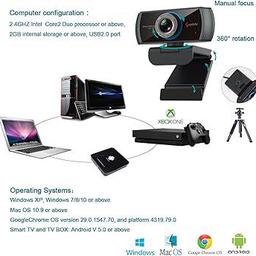 Manual focus
Computer configuration :
2.4GHZ Intel Core2 Duo processor or above,
2GB internal storage or above, USB2.0 port
360° rotation
XBOX ONE
Operating Systems:
Windows XP, Windows 7/8/10 or above
Mac OS 10.9 or above
GoogleChrome OS version 29.0.1547.70, and platform 4319.79.0
Smart TV and TV BOX: Android V 5.0 or above
Windows
MacOS
Google Chrome OS
android